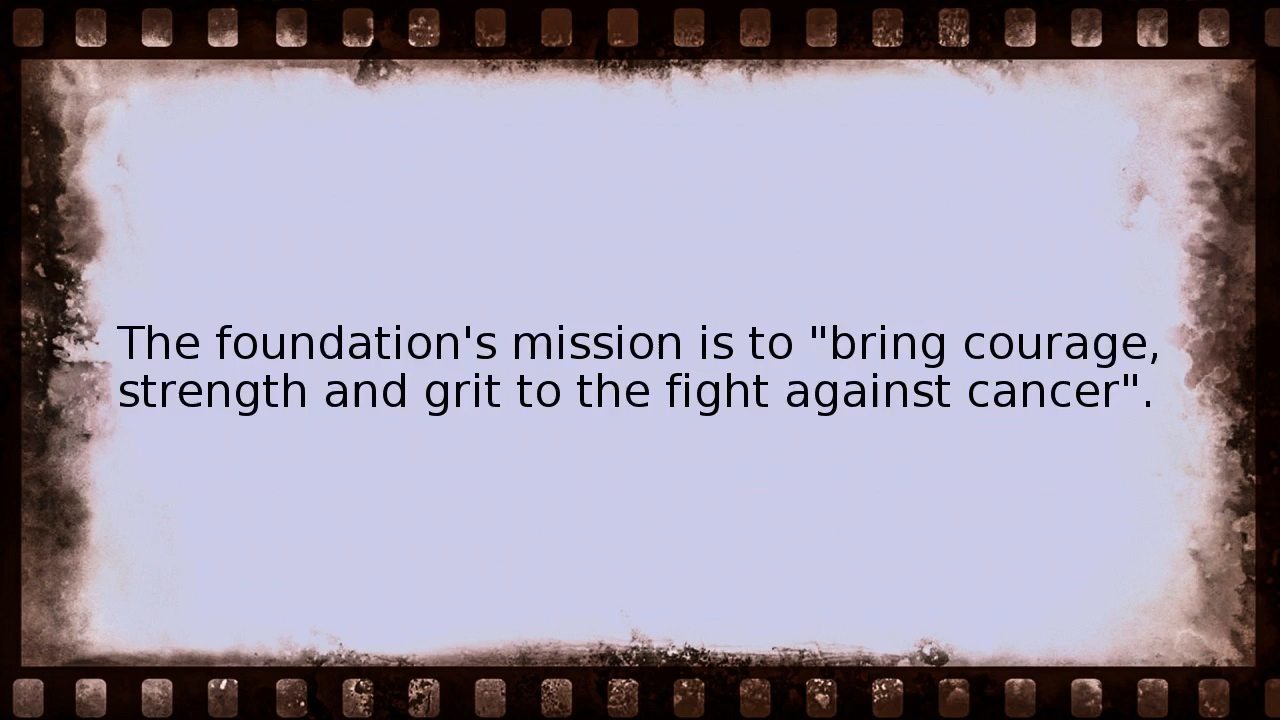 The foundation's mission is to "bring courage,
strength and grit to the fight against cancer".